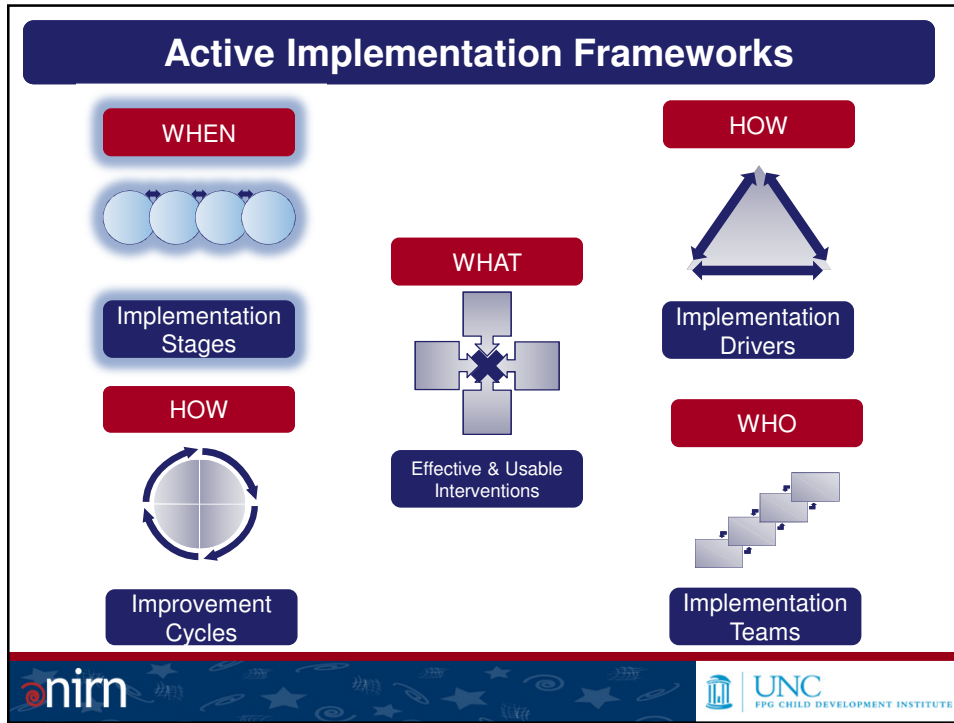 Active Implementation Frameworks
WHEN
Implementation
Stages
HOW
Improvement
Cycles
WHAT
Effective & Usable
Interventions
HOW
Implementation
Drivers
WHO
Implementation
Teams
nirn
UNC
FPG CHILD DEVELOPMENT INSTITUTE